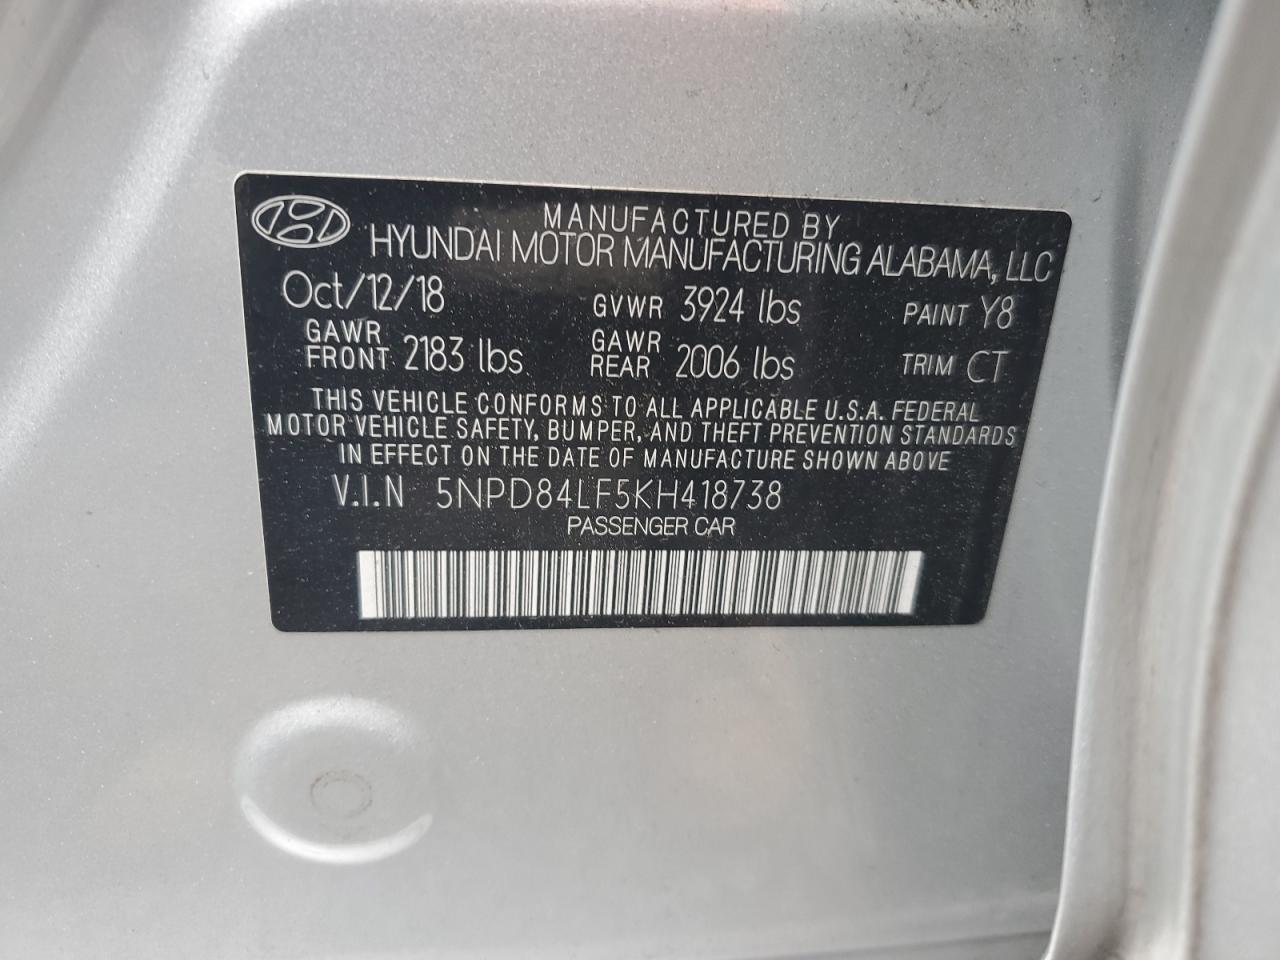 MANUFACTURED BY
HYUNDAI MOTOR MANUFACTURING ALABAMA, LLC
Oct/12/18 GVWR 3924 lbs PAINT Y8
GAWR FRONT 2183 lbs GAWR REAR 2006 lbs TRIM CT
THIS VEHICLE CONFORMS TO ALL APPLICABLE U.S.A. FEDERAL
MOTOR VEHICLE SAFETY, BUMPER, AND THEFT PREVENTION STANDARDS
IN EFFECT ON THE DATE OF MANUFACTURE SHOWN ABOVE
V.I.N 5NPD84LF5KH418738
PASSENGER CAR